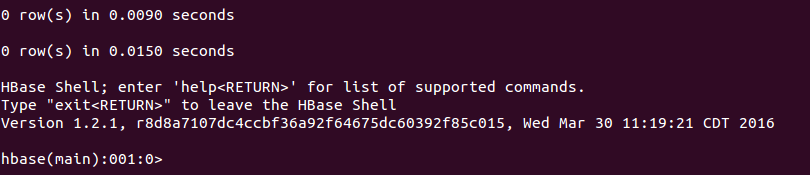 0 row(s) in 0.0090 seconds
0 row(s) in 0.0150 seconds
HBase Shell; enter 'help<RETURN>' for list of supported commands.
Type "exit<RETURN>" to leave the HBase Shell
Version 1.2.1, r8d8a7107dc4ccbf36a92f64675dc60392f85c015, Wed Mar 30 11:19:21 CDT 2016
hbase(main):001:0>